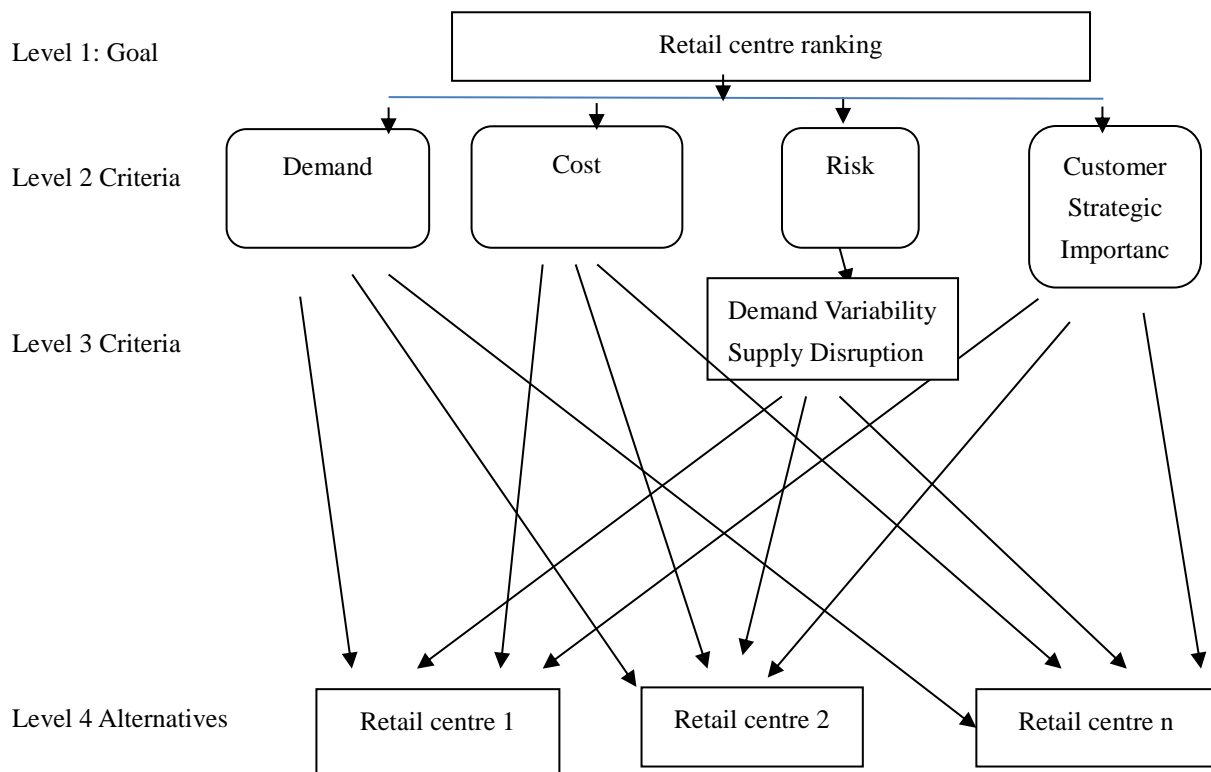 Level 1: Goal
Retail centre ranking
Level 2 Criteria
Demand
Cost
Risk
Customer
Strategic
Importanc
Level 3 Criteria
Demand Variability
Supply Disruption
Level 4 Alternatives
Retail centre 1
Retail centre 2
Retail centre n